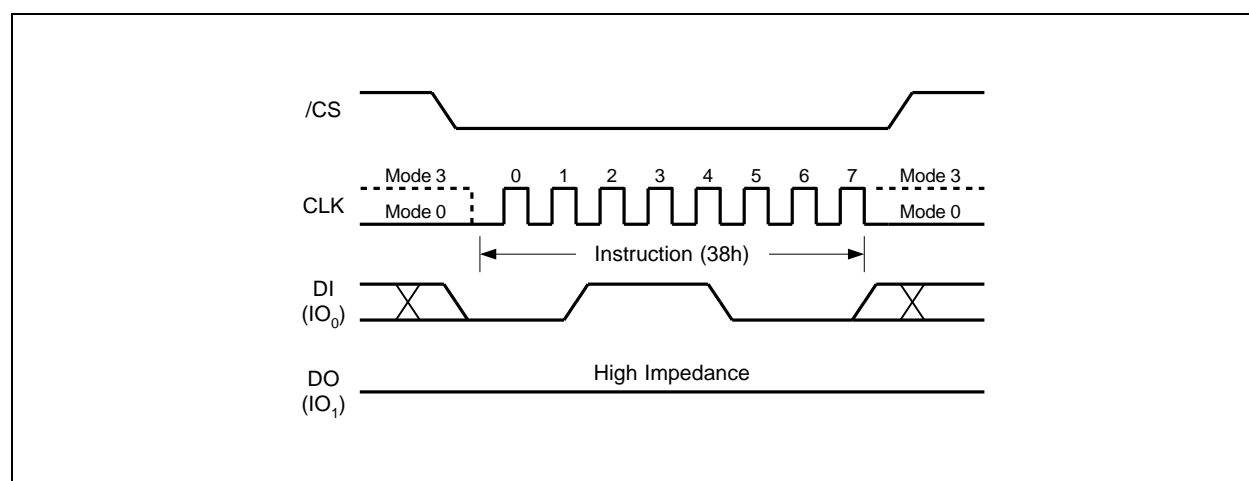 /CS
Mode 3 0 1 2 3 4 5 6 7 Mode 3
CLK
Mode 0 Mode 0
Instruction (38h)
DI
(IO0)
High Impedance
DO
(IO1)